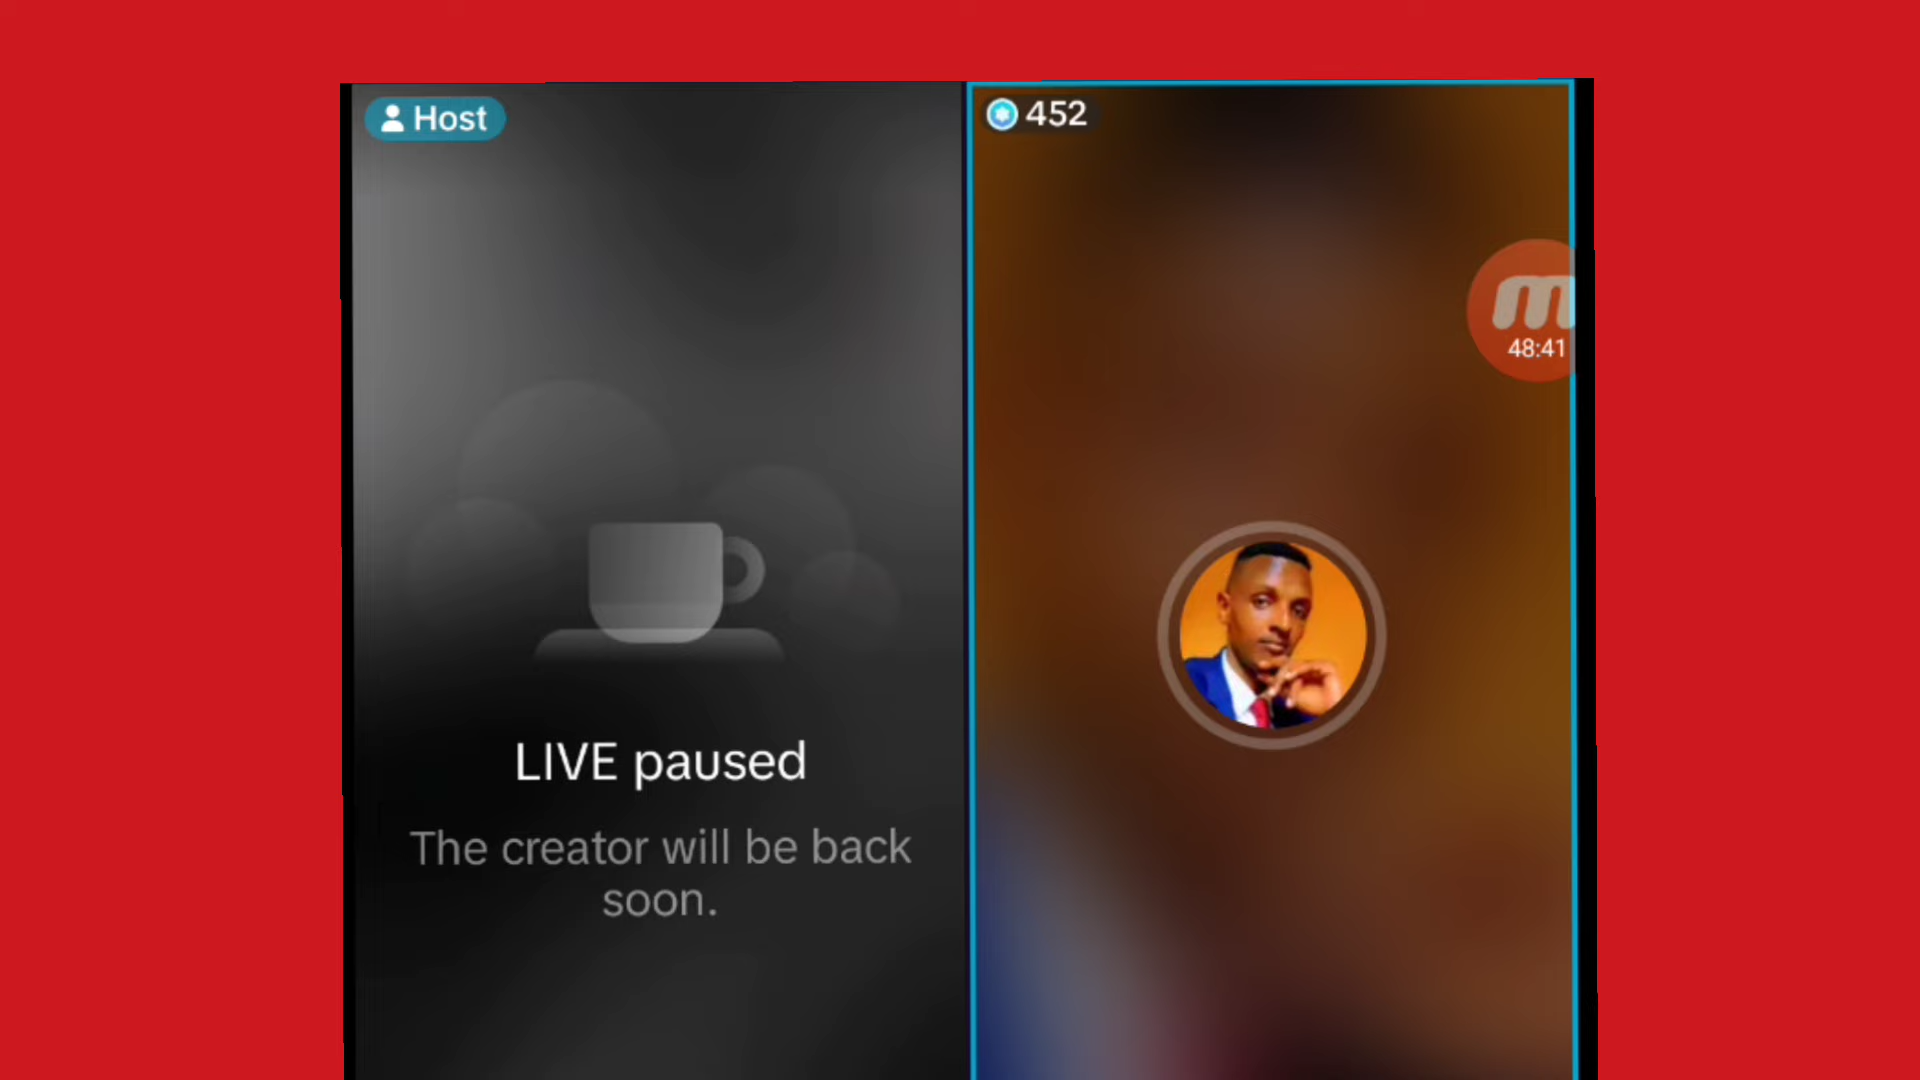 Host
452
m
48:41
LIVE paused
The creator will be back
soon.